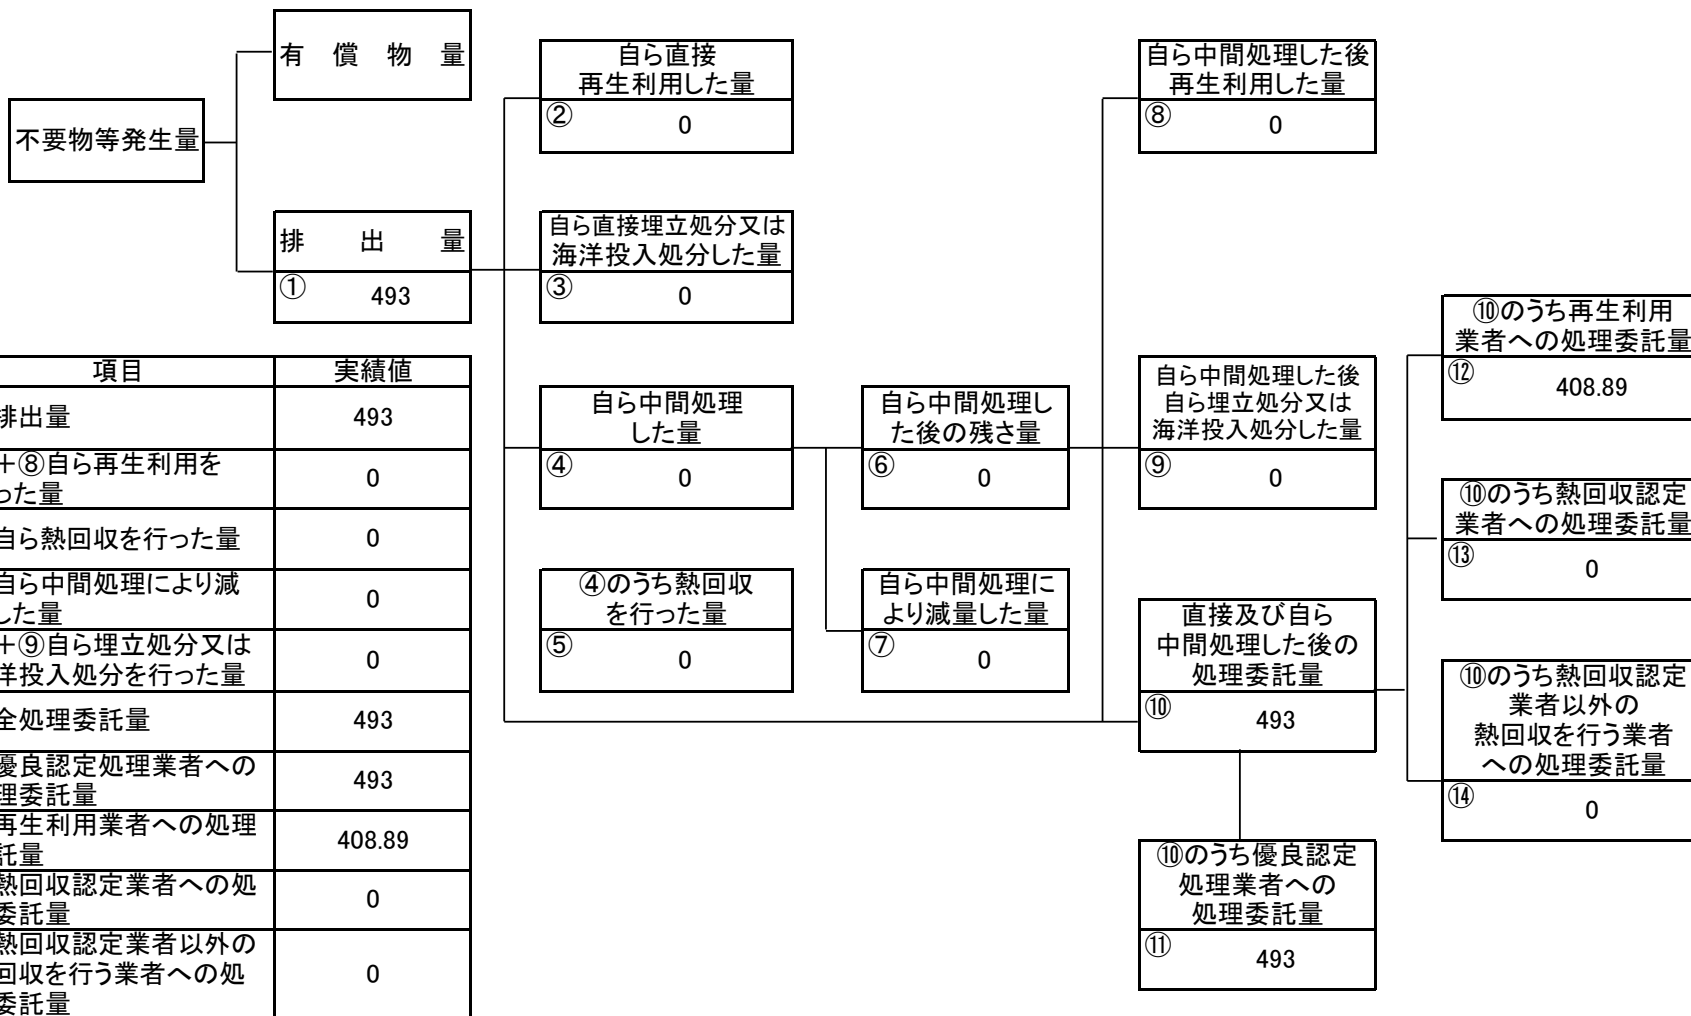 有償物量
不要物等発生量
排出量
①
493
自ら直接
再生利用した量
②
0
自ら直接埋立処分又は
海洋投入処分した量
③
0
自ら中間処理
した量
④
0
④のうち熱回収
を行った量
⑤
0
自ら中間処理し
た後の残さ量
⑥
0
自ら中間処理に
より減量した量
⑦
0
自ら中間処理した後
再生利用した量
⑧
0
自ら中間処理した後
自ら埋立処分又は
海洋投入処分した量
⑨
0
直接及び自ら
中間処理した後の
処理委託量
⑩
493
⑩のうち優良認定
処理業者への
処理委託量
⑪
493
⑩のうち再生利用
業者への処理委託量
⑫
408.89
⑩のうち熱回収認定
業者への処理委託量
⑬
0
⑩のうち熱回収認定
業者以外の
熱回収を行う業者
への処理委託量
⑭
0
項目 実績値
排出量 493
+⑧自ら再生利用を
った量
0
自ら熱回収を行った量 0
自ら中間処理により減
した量
0
+⑨自ら埋立処分又は
洋投入処分を行った量
0
全処理委託量 493
優良認定処理業者への
理委託量
493
再生利用業者への処理
託量
408.89
熱回収認定業者への処
委託量
0
熱回収認定業者以外の
回収を行う業者への処
委託量
0